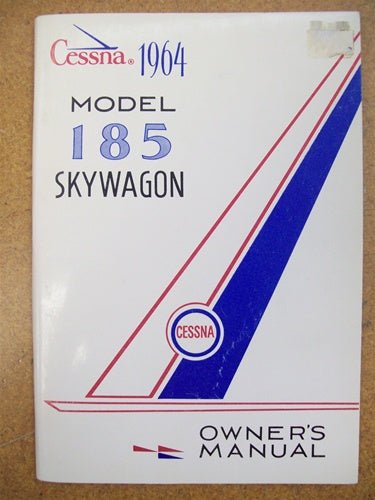 Cessna® 1964
MODEL
185
SKYWAGON
CESSNA
OWNER'S
MANUAL